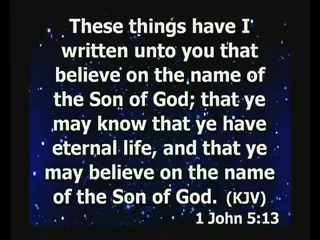 These things have I
written unto you that
believe on the name of
the Son of God; that ye
may know that ye have
eternal life, and that ye
may believe on the name
of the Son of God. (KJV)
1 John 5:13